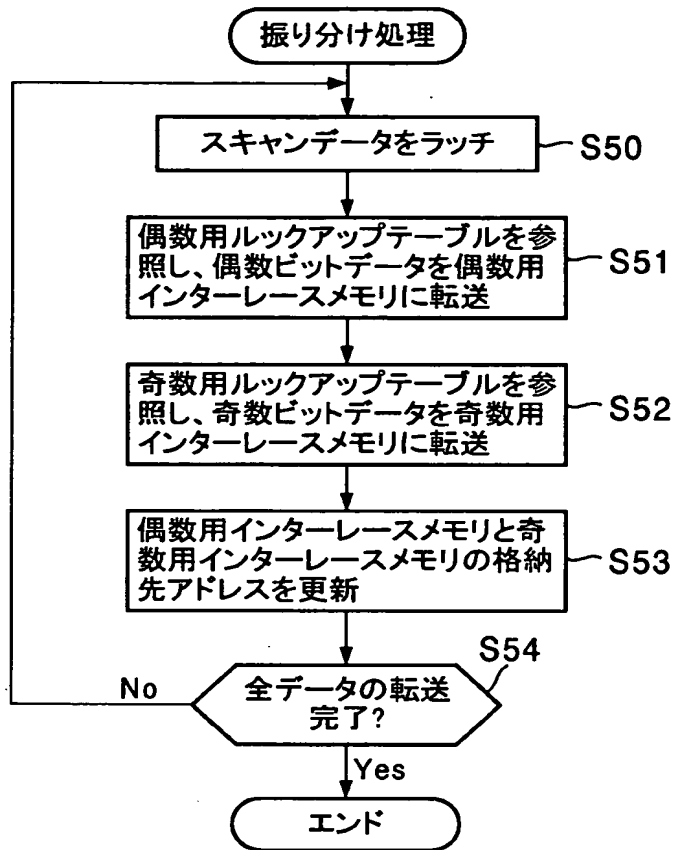 振り分け処理
スキャンデータをラッチ
S50
偶数用ルックアップテーブルを参
照し、偶数ビットデータを偶数用
インターレースメモリに転送
S51
奇数用ルックアップテーブルを参
照し、奇数ビットデータを奇数用
インターレースメモリに転送
S52
偶数用インターレースメモリと奇
数用インターレースメモリの格納
先アドレスを更新
S53
S54
全データの転送
完了?
No
Yes
エンド